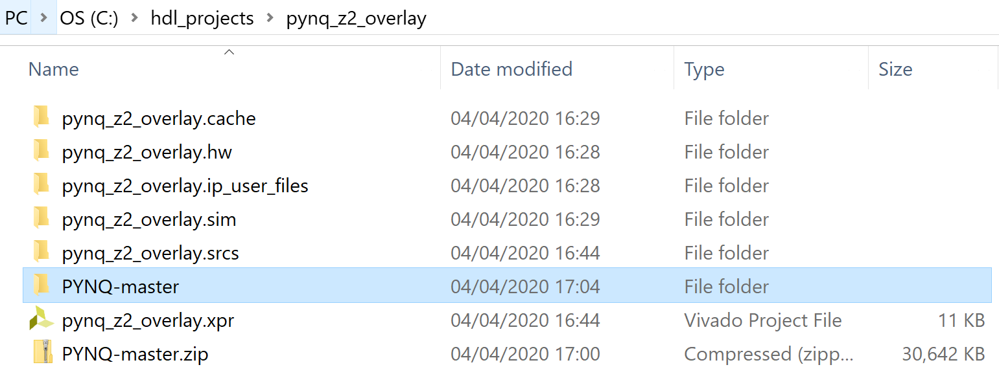 PC > OS (C:) > hdl_projects > pynq_z2_overlay
Name Date modified Type Size
pynq_z2_overlay.cache 04/04/2020 16:29 File folder
pynq_z2_overlay.hw 04/04/2020 16:28 File folder
pynq_z2_overlay.ip_user_files 04/04/2020 16:28 File folder
pynq_z2_overlay.sim 04/04/2020 16:29 File folder
pynq_z2_overlay.srcs 04/04/2020 16:44 File folder
PYNQ-master 04/04/2020 17:04 File folder
pynq_z2_overlay.xpr 04/04/2020 16:44 Vivado Project File 11 KB
PYNQ-master.zip 04/04/2020 17:00 Compressed (zipp... 30,642 KB